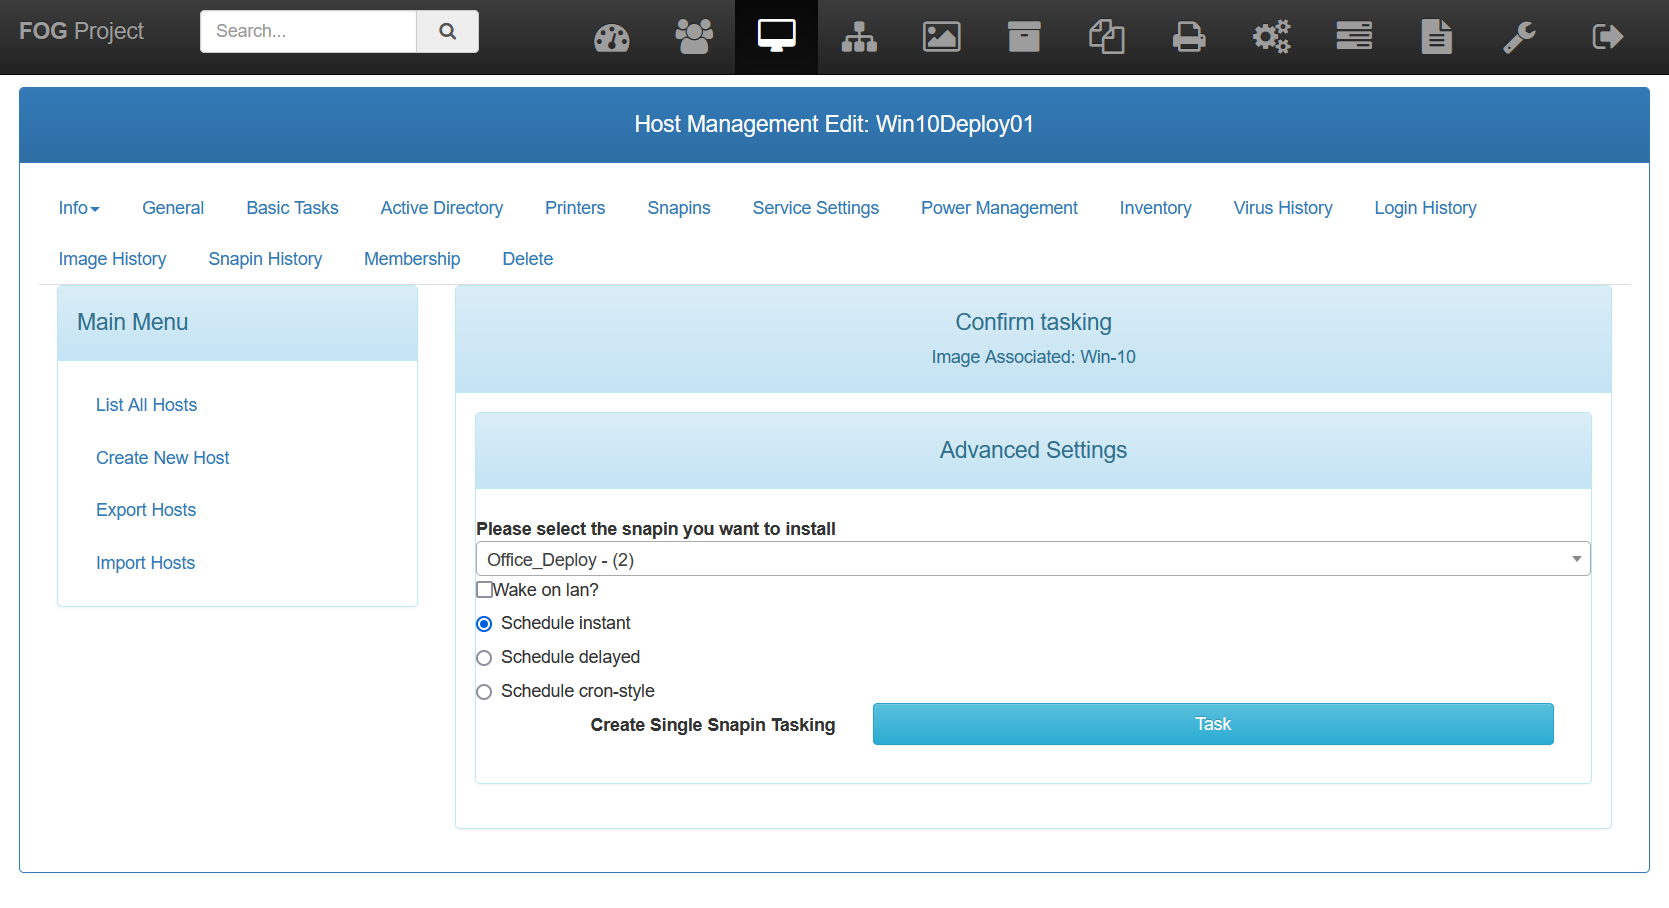 FOG Project
Search...
Host Management Edit: Win10Deploy01
Info General Basic Tasks Active Directory Printers Snapins Service Settings Power Management Inventory Virus History Login History
Image History Snapin History Membership Delete
Main Menu
List All Hosts
Create New Host
Export Hosts
Import Hosts
Confirm tasking
Image Associated: Win-10
Advanced Settings
Please select the snapin you want to install
Office_Deploy - (2)
Wake on lan?
Schedule instant
Schedule delayed
Schedule cron-style
Create Single Snapin Tasking Task